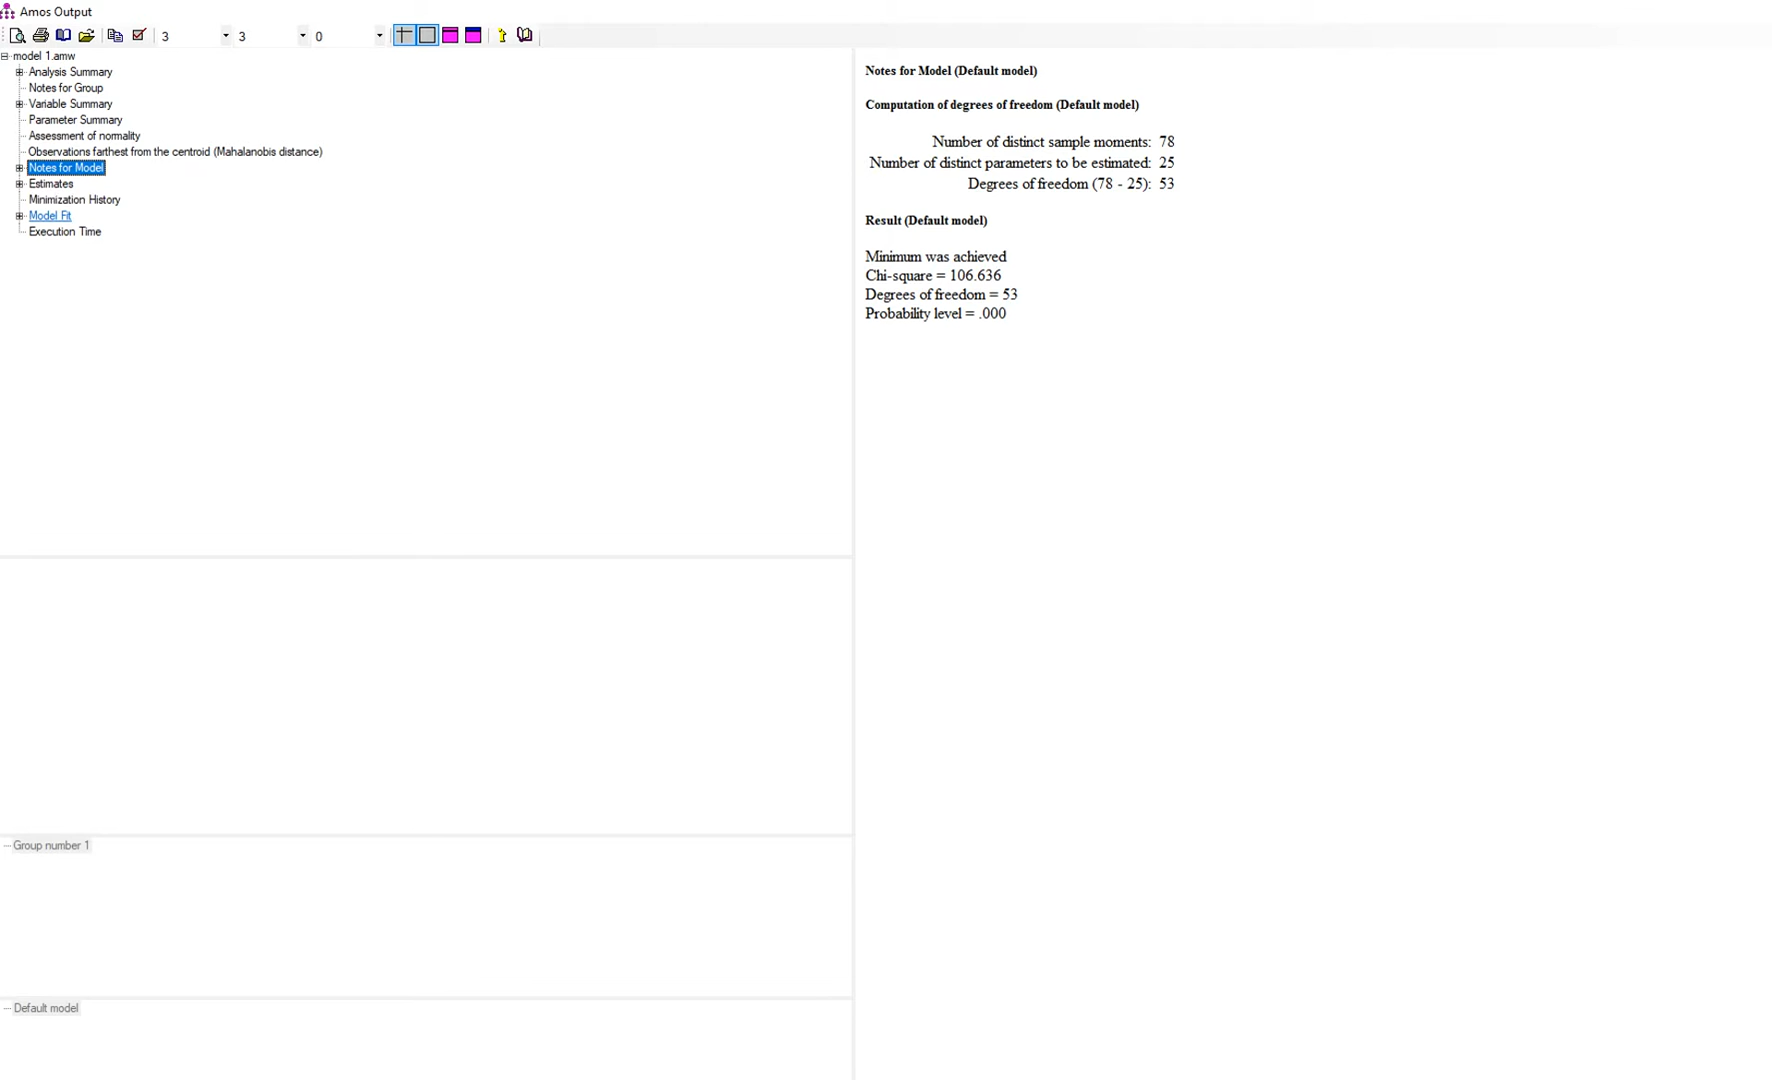 Amos Output
3 3 0
model 1.amw
Analysis Summary
Notes for Group
Variable Summary
Parameter Summary
Assessment of normality
Observations farthest from the centroid (Mahalanobis distance)
Notes for Model
Estimates
Minimization History
Model Fit
Execution Time
Group number 1
Default model
Notes for Model (Default model)
Computation of degrees of freedom (Default model)
Number of distinct sample moments: 78
Number of distinct parameters to be estimated: 25
Degrees of freedom (78 - 25): 53
Result (Default model)
Minimum was achieved
Chi-square = 106.636
Degrees of freedom = 53
Probability level = .000